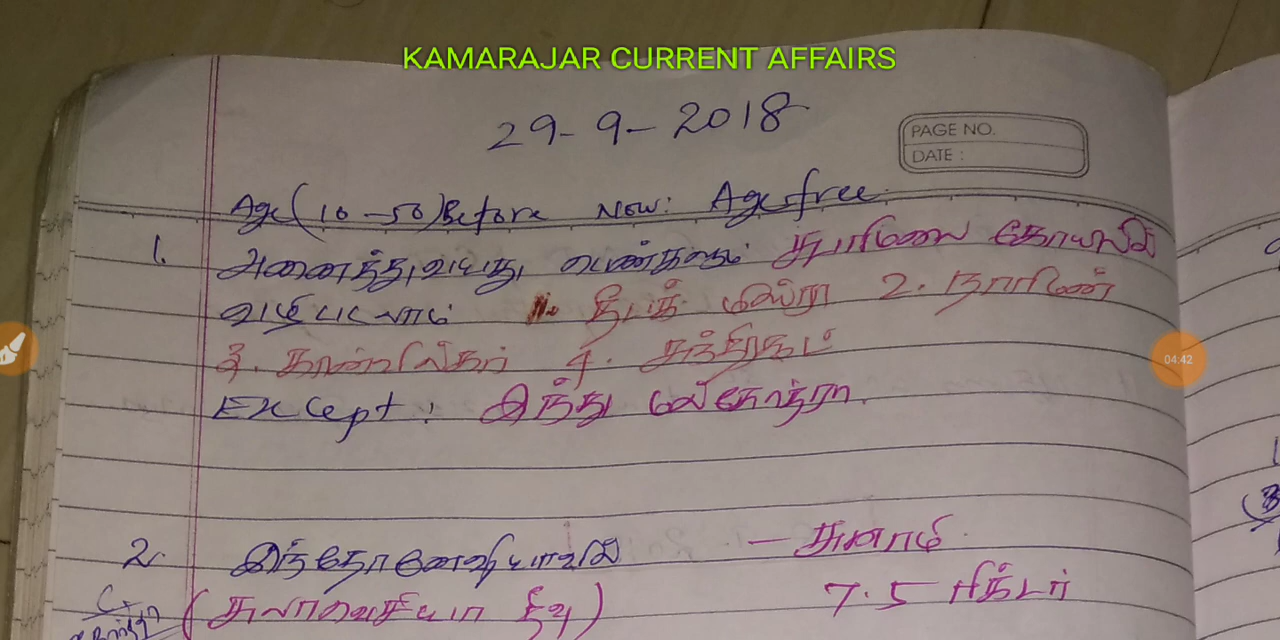 KAMARAJAR CURRENT AFFAIRS
29-9-2018
PAGE NO.
DATE :
Age (10-50) Before Now: Age free
1. அனைத்து வயது பெண்களும் சபரிமலை கோயிலில்
வழிபடலாம் 1. தீபக் மிஸ்ரா 2. நாரிமன்
3. கான்வில்கர் 4. சந்திரசூட்
Except : இந்து மல்கோத்ரா.
2. இந்தோனேஷியாவில் — சுனாமி
(சுலாவெசியா தீவு) 7.5 ரிக்டர்
04:42